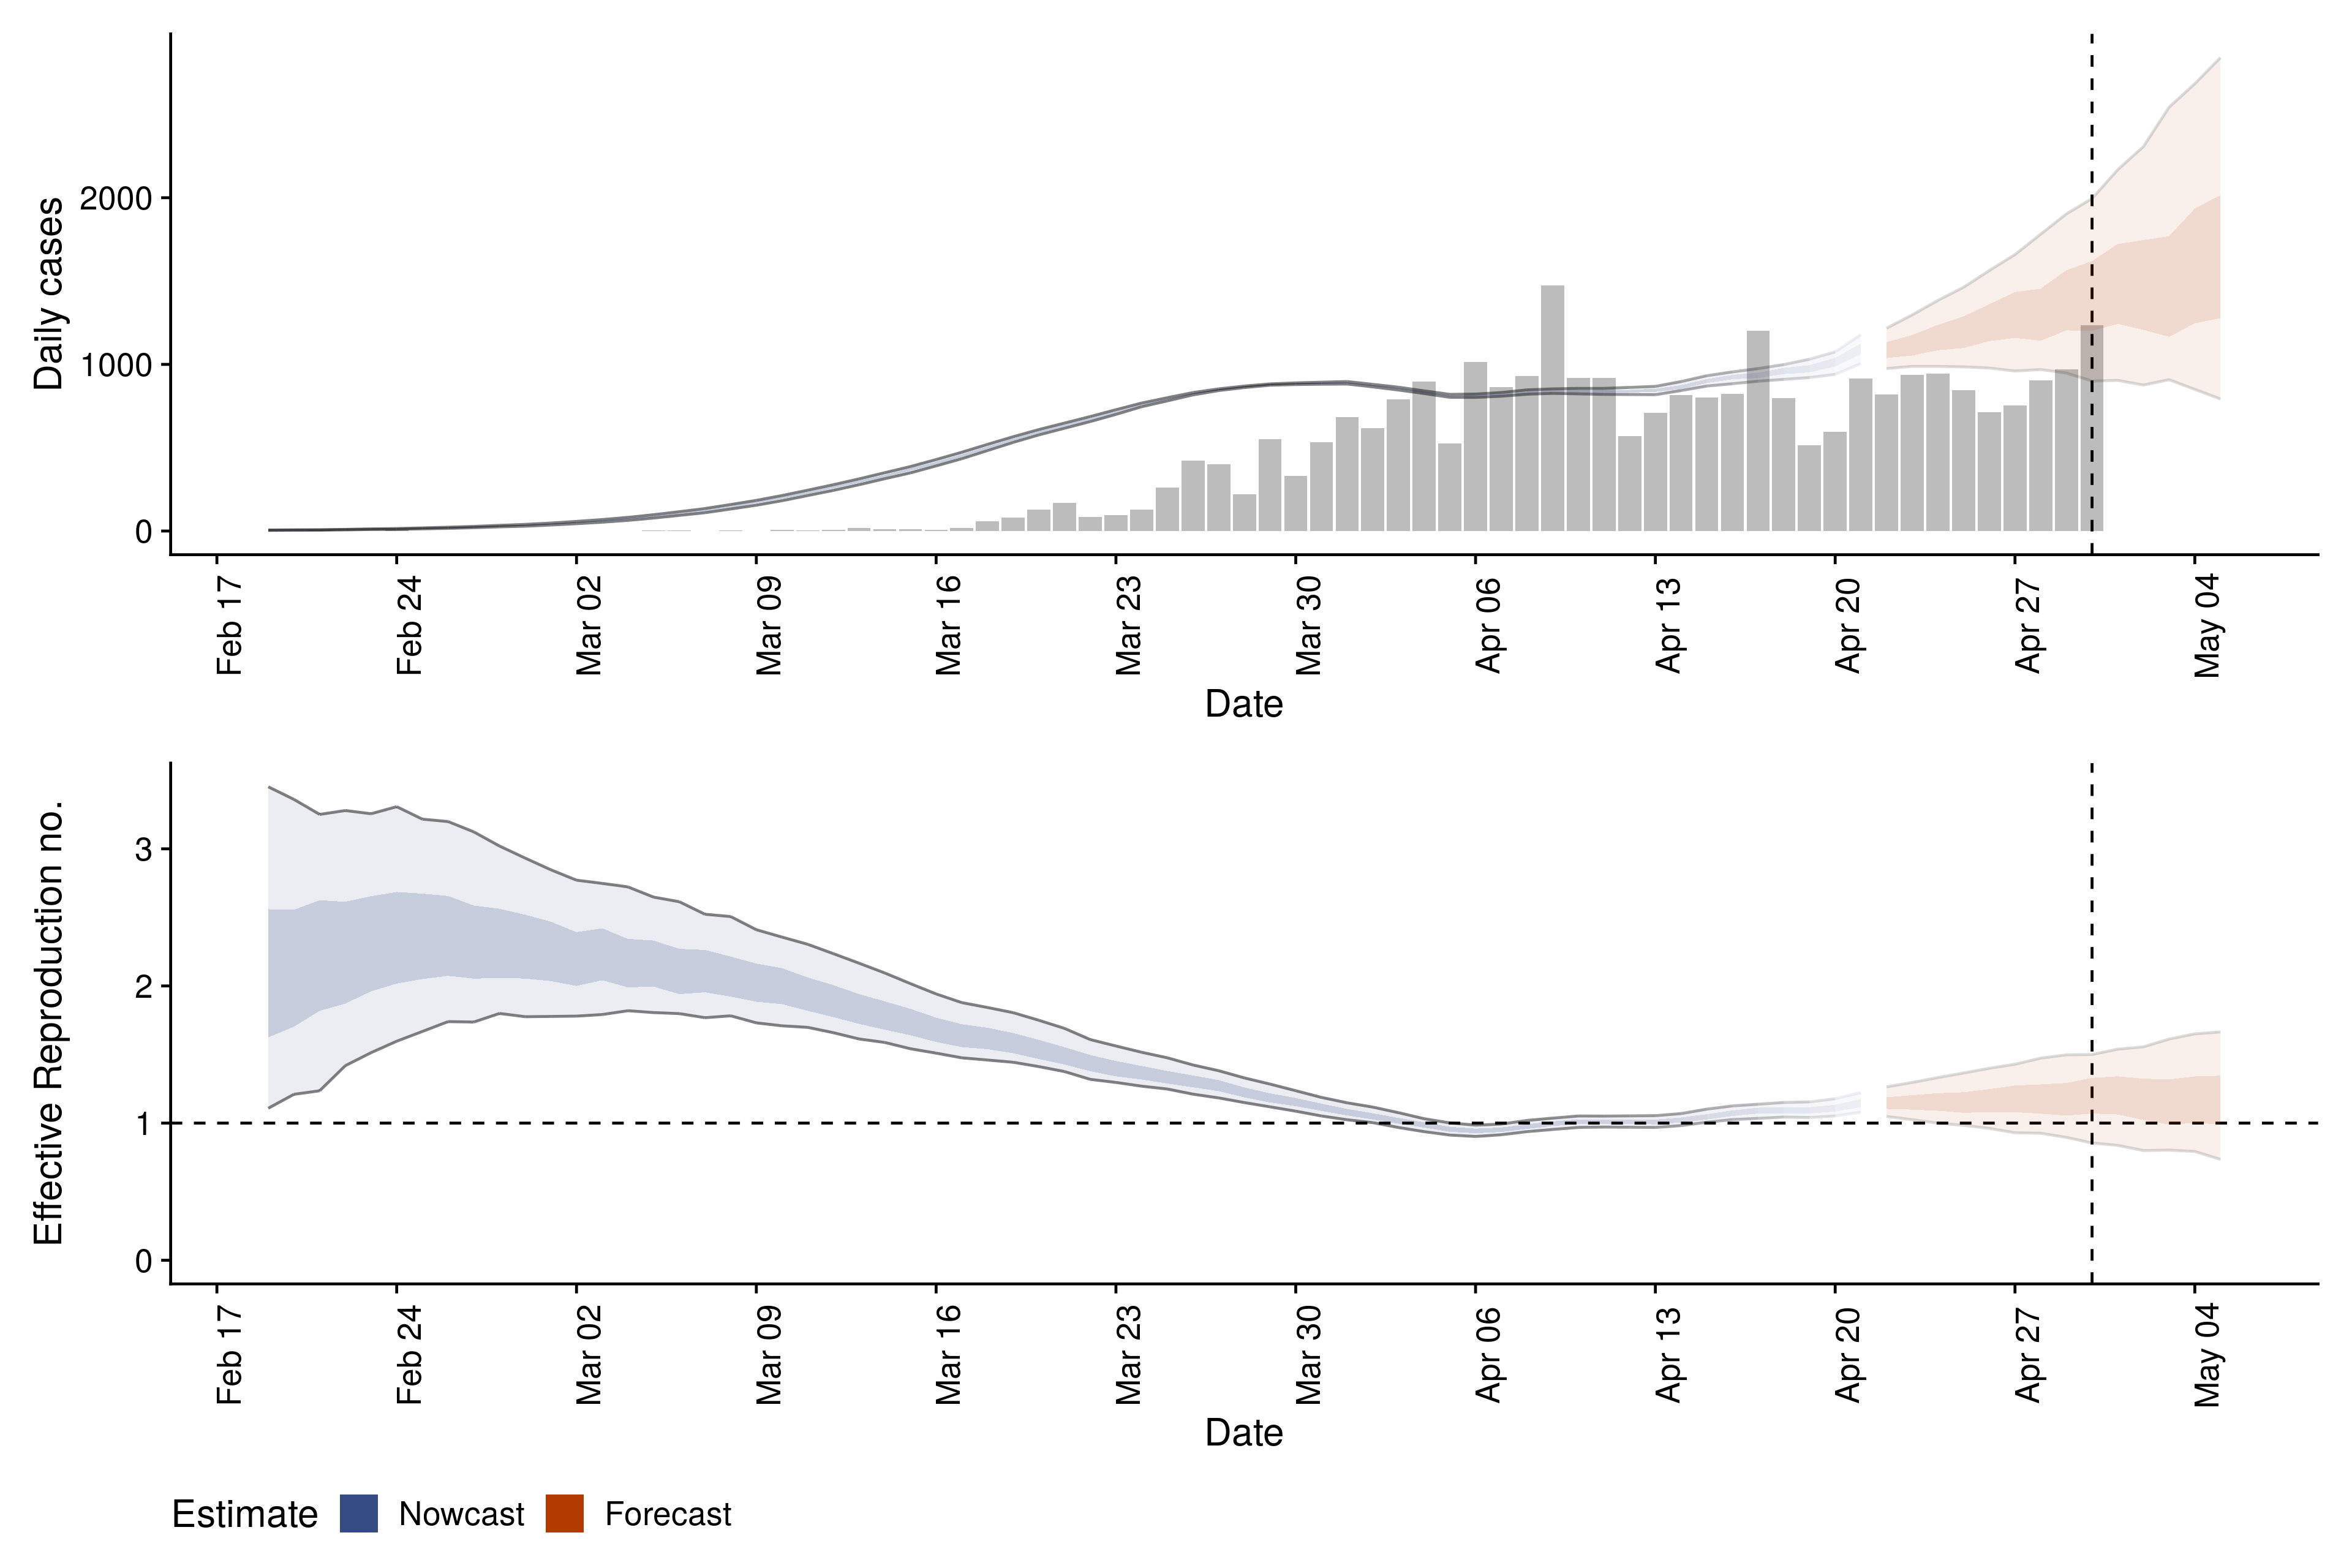 Daily cases
2000
1000
0
Feb 17
Feb 24
Mar 02
Mar 09
Mar 16
Mar 23
Mar 30
Apr 06
Apr 13
Apr 20
Apr 27
May 04
Date
Effective Reproduction no.
3
2
1
0
Feb 17
Feb 24
Mar 02
Mar 09
Mar 16
Mar 23
Mar 30
Apr 06
Apr 13
Apr 20
Apr 27
May 04
Date
Estimate Nowcast Forecast